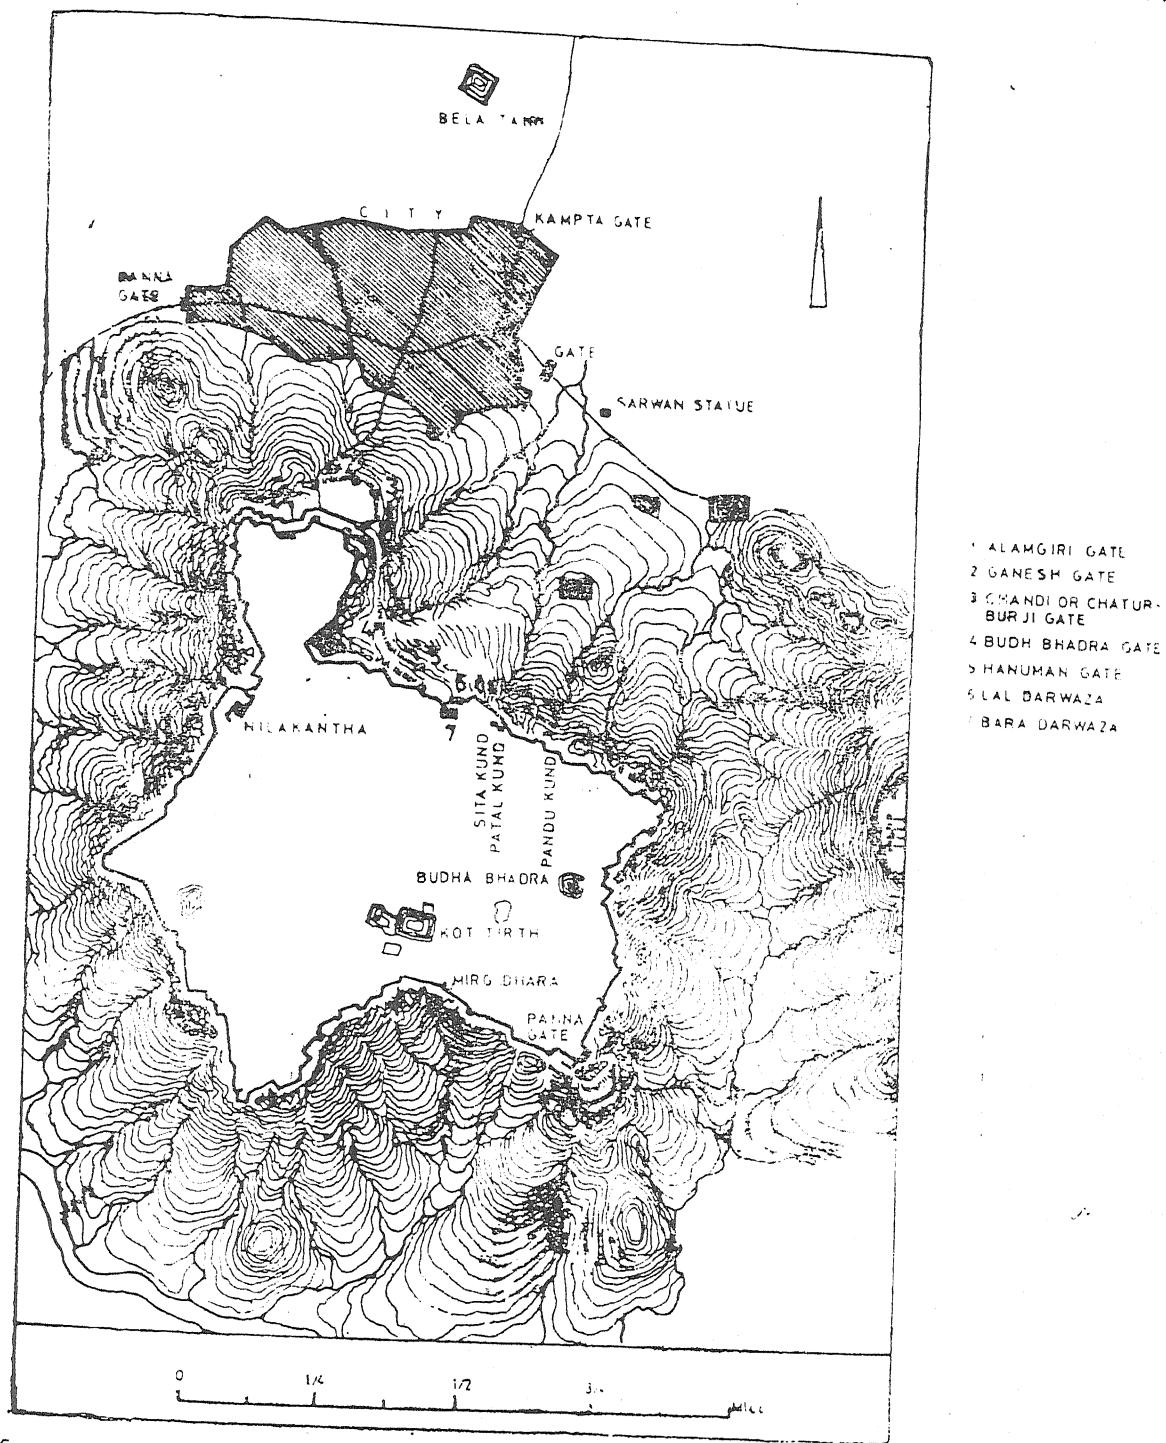 BELA
CITY
KAMPTA GATE
GATE
GATE
SARWAN STATUE
1 ALAMGIRI GATE
2 GANESH GATE
3 CHANDI OR CHATUR-
BURJI GATE
4 BUDH BHADRA GATE
5 HANUMAN GATE
6 LAL DARWAZA
7 BARA DARWAZA
NILAKANTHA
7
SITA KUND
PATAL KUND
PANDU KUND
BUDHA BHADRA
KOT TIRTH
MIRG DHARA
PANNA
GATE
0 1/4 1/2